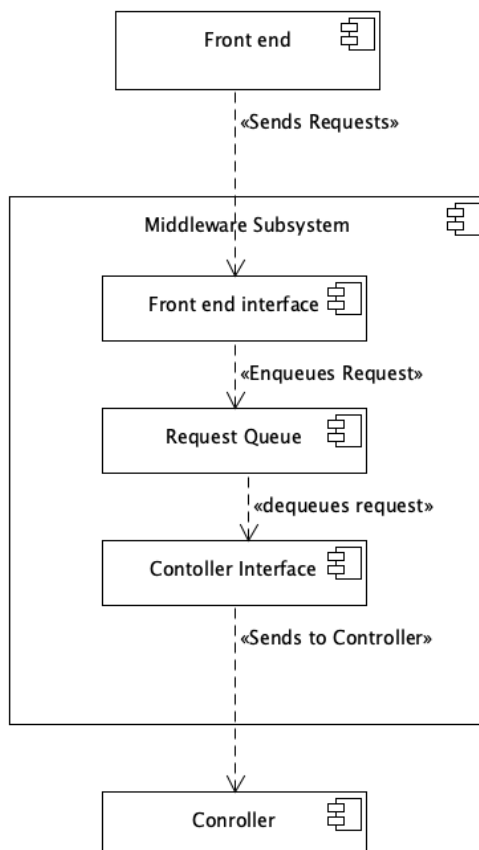 Front end
«Sends Requests»
Middleware Subsystem
Front end interface
«Enqueues Request»
Request Queue
«dequeues request»
Contoller Interface
«Sends to Controller»
Conroller